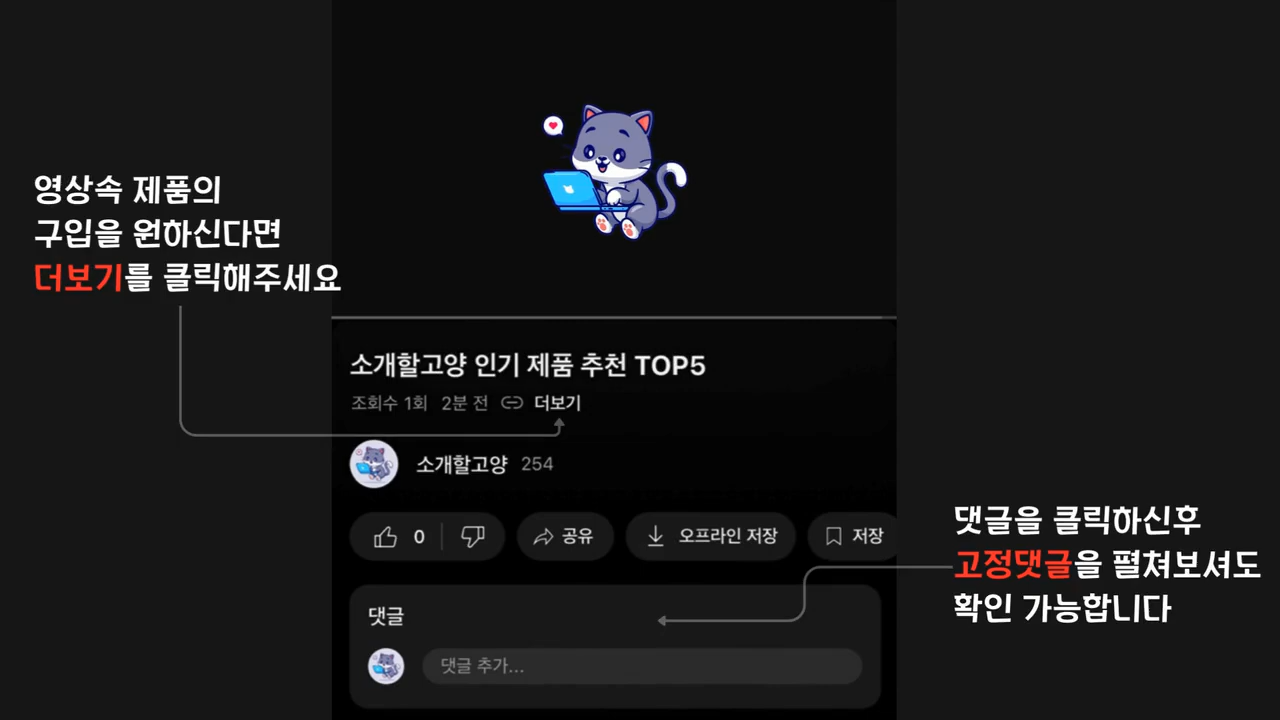 영상속 제품의
구입을 원하신다면
더보기를 클릭해주세요
소개할고양 인기 제품 추천 TOP5
조회수 1회 2분 전 더보기
소개할고양 254
0 공유 오프라인 저장 저장
댓글을 클릭하신후
고정댓글을 펼쳐보셔도
확인 가능합니다
댓글
댓글 추가...